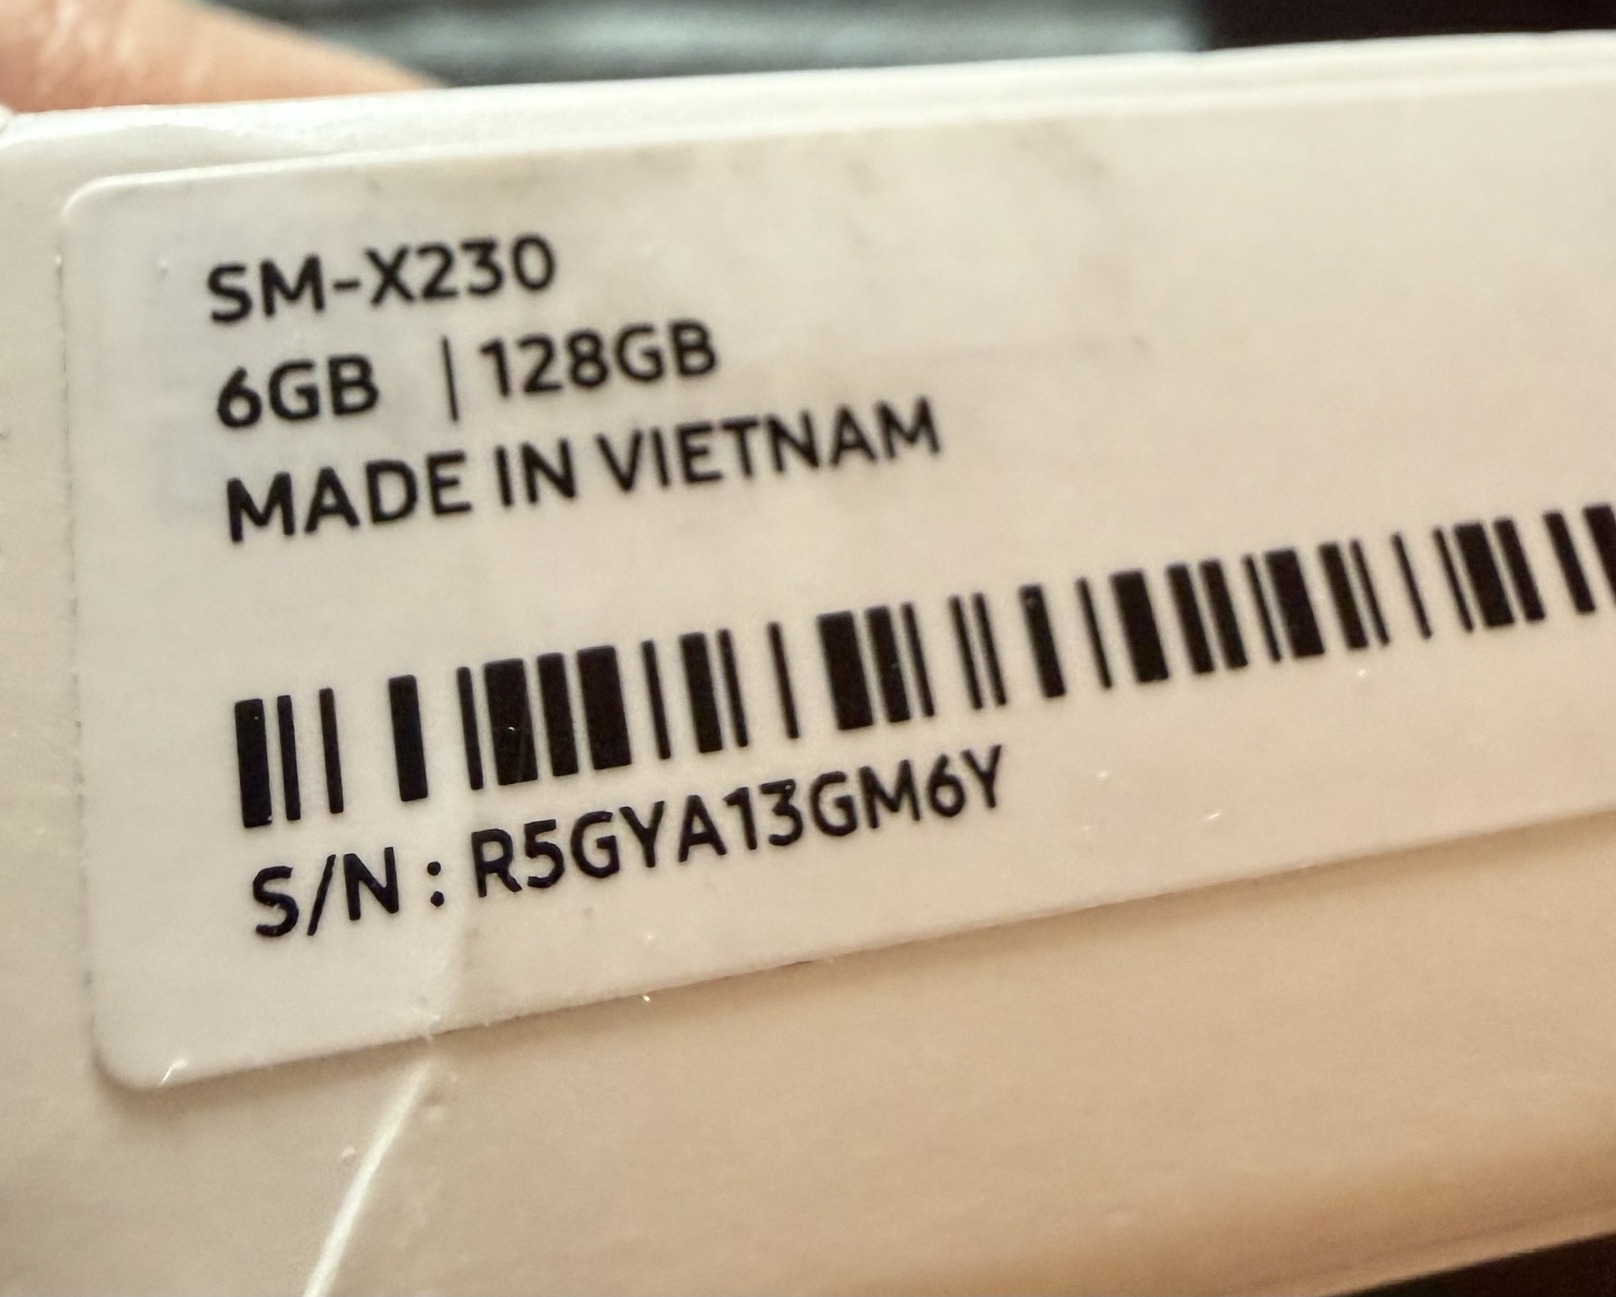 SM-X230
6GB | 128GB
MADE IN VIETNAM
S/N : R5GYA13GM6Y